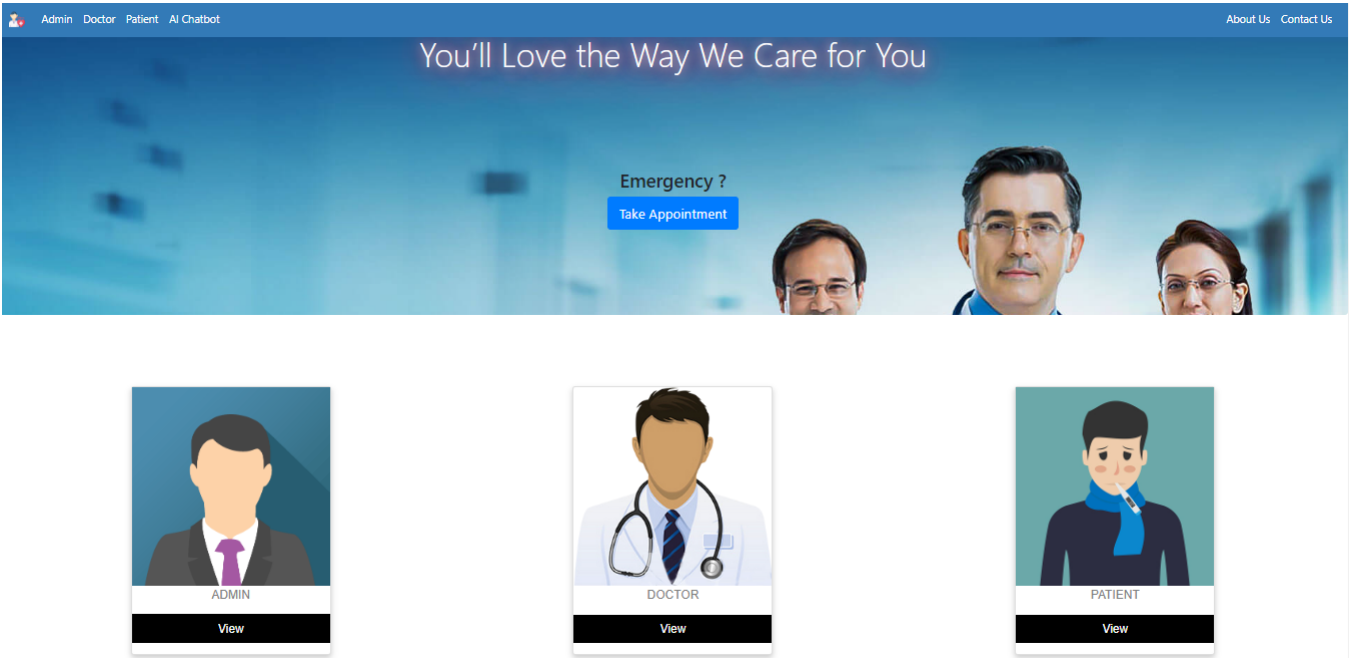 Admin Doctor Patient AI Chatbot About Us Contact Us
You’ll Love the Way We Care for You
Emergency ?
Take Appointment
ADMIN DOCTOR PATIENT
View View View